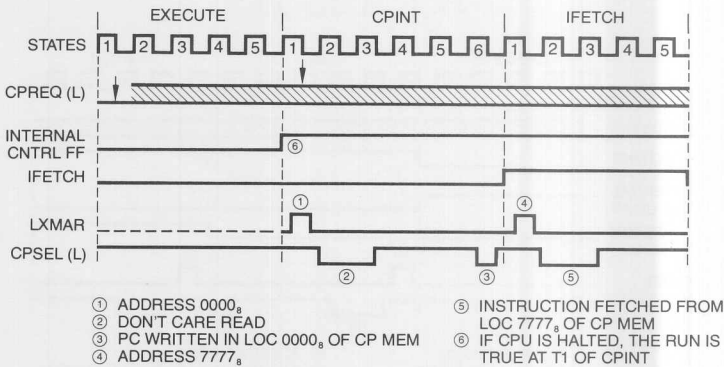 EXECUTE CPINT IFETCH
STATES 1 2 3 4 5 1 2 3 4 5 6 1 2 3 4 5
CPREQ (L)
INTERNAL
CNTRL FF
⑥
IFETCH
① ④
LXMAR
CPSEL (L)
② ③ ⑤
① ADDRESS 0000₈
② DON'T CARE READ
③ PC WRITTEN IN LOC 0000₈ OF CP MEM
④ ADDRESS 7777₈
⑤ INSTRUCTION FETCHED FROM
LOC 7777₈ OF CP MEM
⑥ IF CPU IS HALTED, THE RUN IS
TRUE AT T1 OF CPINT